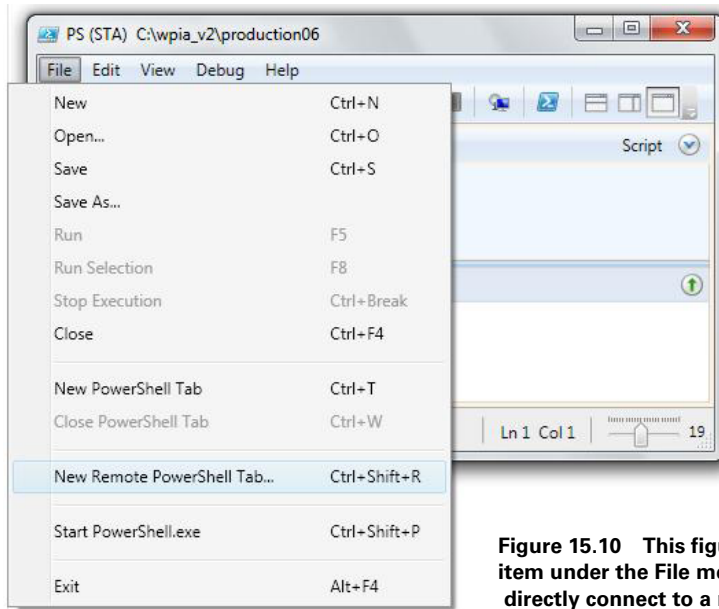 PS (STA) C:\wpia_v2\production06
File Edit View Debug Help
New Ctrl+N
Open... Ctrl+O
Save Ctrl+S
Save As...
Run F5
Run Selection F8
Stop Execution Ctrl+Break
Close Ctrl+F4
New PowerShell Tab Ctrl+T
Close PowerShell Tab Ctrl+W
New Remote PowerShell Tab... Ctrl+Shift+R
Start PowerShell.exe Ctrl+Shift+P
Exit Alt+F4
Script
Ln 1 Col 1 19
Figure 15.10 This
item under the File
directly connect to a